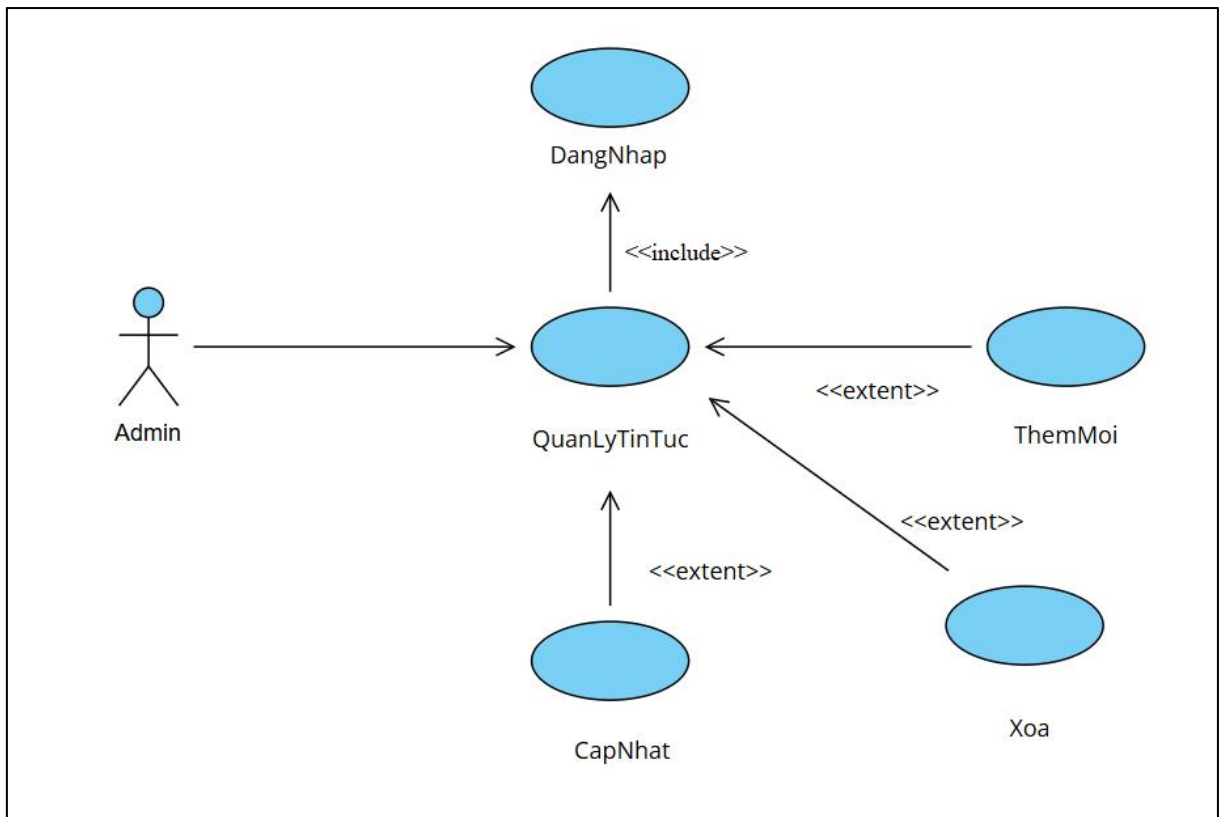 DangNhap
<<include>>
Admin
QuanLyTinTuc
<<extent>>
ThemMoi
<<extent>>
<<extent>>
Xoa
CapNhat